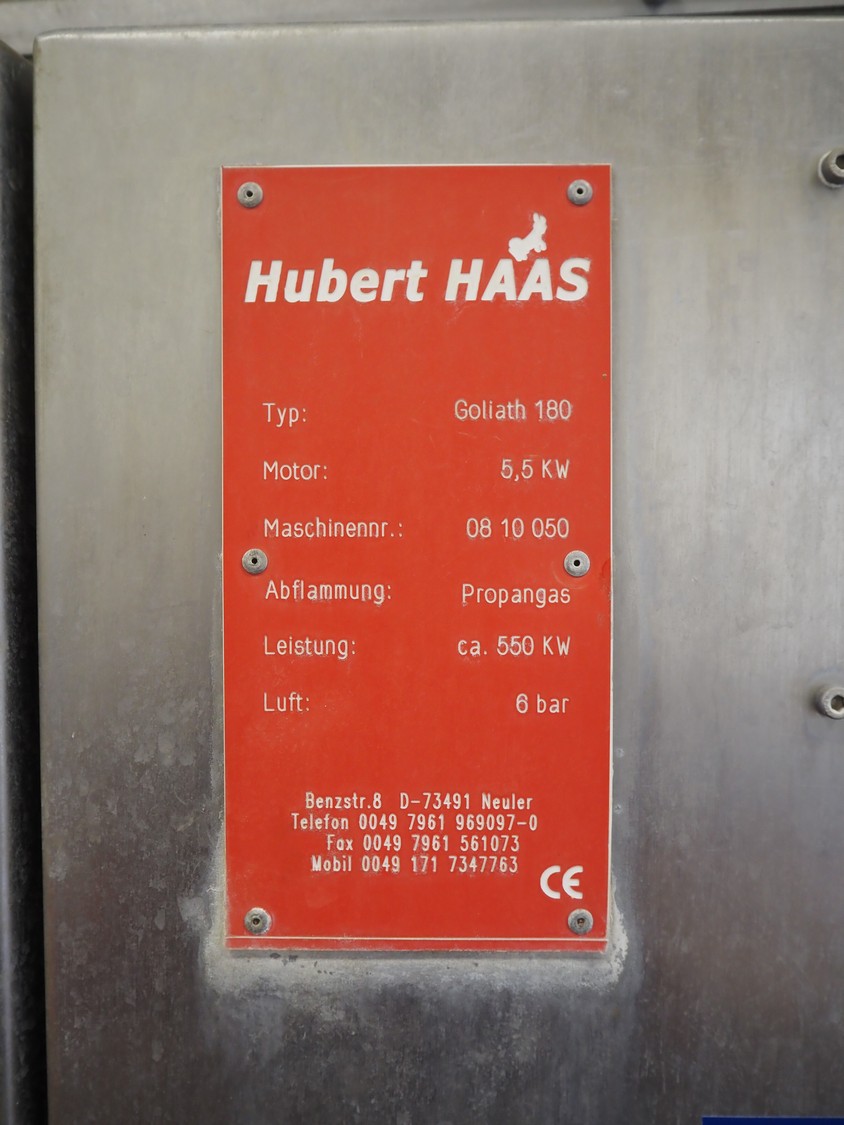 Hubert HAAS
Typ: Goliath 180
Motor: 5,5 KW
Maschinennr.: 08 10 050
Abflammung: Propangas
Leistung: ca. 550 KW
Luft: 6 bar
Benzstr.8 D-73491 Neuler
Telefon 0049 7961 969097-0
Fax 0049 7961 561073
Mobil 0049 171 7347763
CE